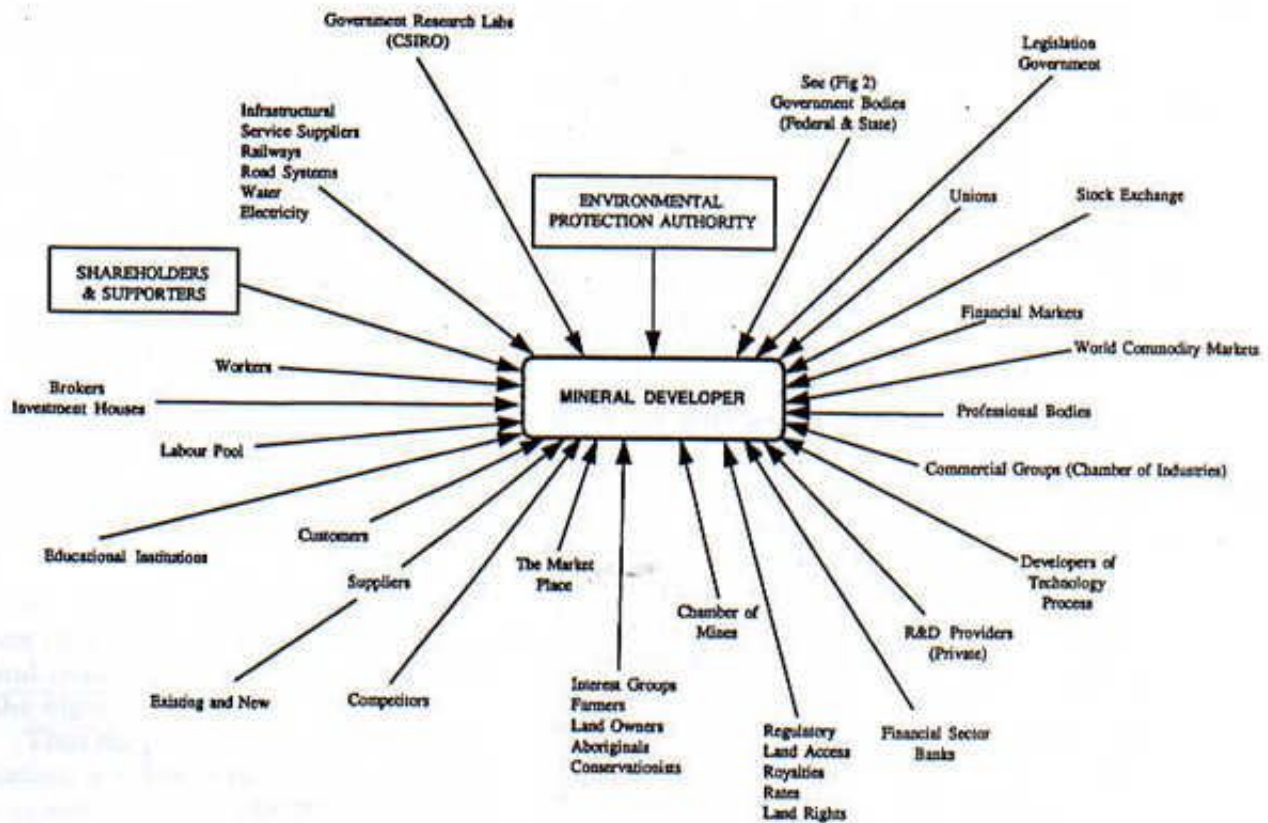 Government Research Labs
(CSIRO)
Legislation
Government
See (Fig 2)
Government Bodies
(Federal & State)
Infrastructural
Service Suppliers
Railways
Road Systems
Water
Electricity
ENVIRONMENTAL
PROTECTION AUTHORITY
Unions
Stock Exchange
SHAREHOLDERS
& SUPPORTERS
Financial Markets
World Commodity Markets
Workers
Brokers
Investment Houses
MINERAL DEVELOPER
Professional Bodies
Labour Pool
Commercial Groups (Chamber of Industries)
Educational Institutions
Customers
Suppliers
The Market
Place
Developers of
Technology
Process
Chamber of
Mines
R&D Providers
(Private)
Existing and New
Competitors
Interest Groups
Farmers
Land Owners
Aboriginals
Conservationists
Regulatory
Land Access
Royalties
Rates
Land Rights
Financial Sector
Banks